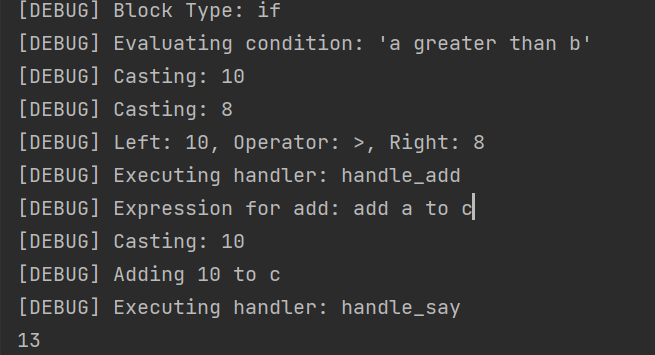 [DEBUG] Block Type: if
[DEBUG] Evaluating condition: 'a greater than b'
[DEBUG] Casting: 10
[DEBUG] Casting: 8
[DEBUG] Left: 10, Operator: >, Right: 8
[DEBUG] Executing handler: handle_add
[DEBUG] Expression for add: add a to c
[DEBUG] Casting: 10
[DEBUG] Adding 10 to c
[DEBUG] Executing handler: handle_say
13